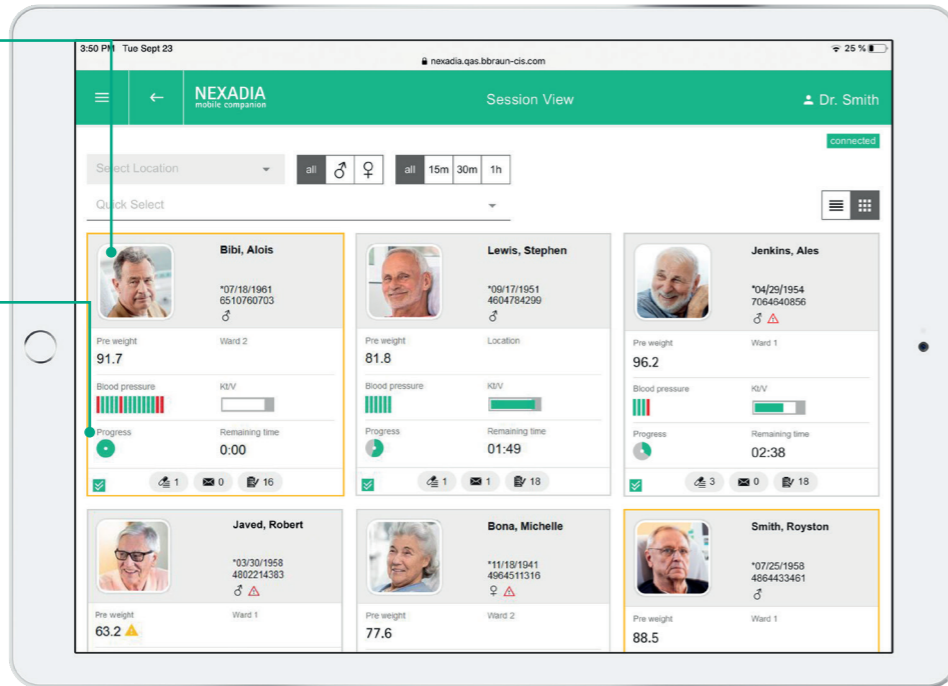 3:50 PM Tue Sept 23
25 %
nexadia.qas.bbraun-cis.com
NEXADIA
mobile companion
Session View
Dr. Smith
connected
Select Location
all
all 15m 30m 1h
Quick Select
Bibi, Alois
*07/18/1961
6510760703
♂
Pre weight
Ward 2
91.7
Blood pressure
Kt/V
Progress
Remaining time
0:00
1 0 16
Lewis, Stephen
*09/17/1951
4604784299
♂
Pre weight
Location
81.8
Blood pressure
Kt/V
Progress
Remaining time
01:49
1 1 18
Jenkins, Ales
*04/29/1954
7064640856
♂
Pre weight
Ward 1
96.2
Blood pressure
Kt/V
Progress
Remaining time
02:38
3 0 18
Javed, Robert
*03/30/1958
4802214383
♂
Pre weight
Ward 1
63.2
Bona, Michelle
*11/18/1941
4964511316
♀
Pre weight
Ward 2
77.6
Smith, Royston
*07/25/1958
4864433461
♂
Pre weight
Ward 1
88.5